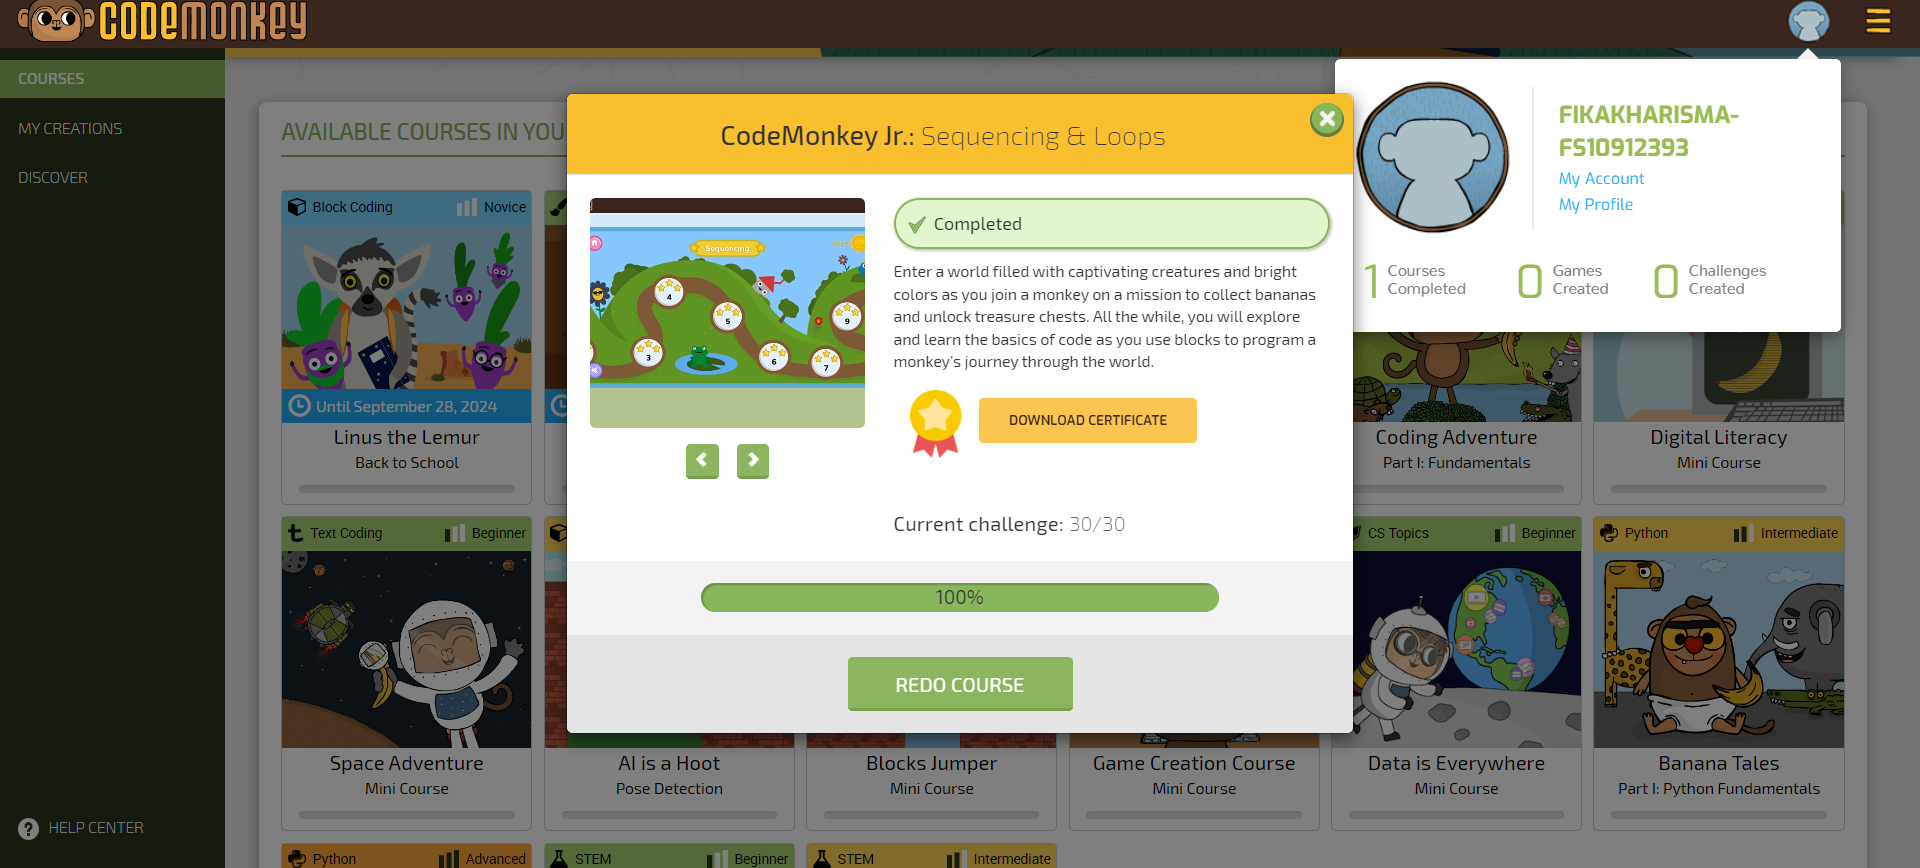 CODEMONKEY
COURSES
MY CREATIONS
DISCOVER
HELP CENTER
AVAILABLE COURSES IN YOU
CodeMonkey Jr.: Sequencing & Loops
Sequencing
3
4
5
6
7
9
Completed
Enter a world filled with captivating creatures and bright
colors as you join a monkey on a mission to collect bananas
and unlock treasure chests. All the while, you will explore
and learn the basics of code as you use blocks to program a
monkey's journey through the world.
DOWNLOAD CERTIFICATE
Current challenge: 30/30
100%
REDO COURSE
FIKAKHARISMA-
FS10912393
My Account
My Profile
1 Courses Completed
0 Games Created
0 Challenges Created
Block Coding Novice
Until September 28, 2024
Linus the Lemur
Back to School
Coding Adventure
Part I: Fundamentals
Digital Literacy
Mini Course
Text Coding Beginner
Space Adventure
Mini Course
AI is a Hoot
Pose Detection
Blocks Jumper
Mini Course
Game Creation Course
Mini Course
CS Topics Beginner
Data is Everywhere
Mini Course
Python Intermediate
Banana Tales
Part I: Python Fundamentals
Python Advanced
STEM Beginner
STEM Intermediate